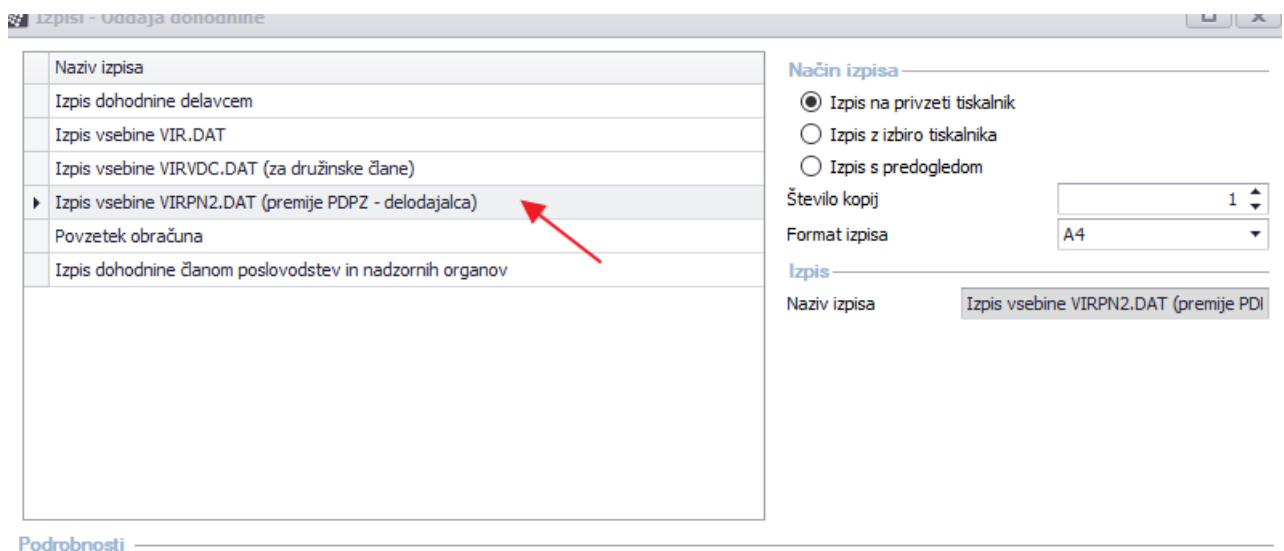 Izpisi - Oddaja dohodnine
Naziv izpisa
Izpis dohodnine delavcem
Izpis vsebine VIR.DAT
Izpis vsebine VIRVDC.DAT (za družinske člane)
Izpis vsebine VIRPN2.DAT (premije PDPZ - delodajalca)
Povzetek obračuna
Izpis dohodnine članom poslovodstev in nadzornih organov
Način izpisa
Izpis na privzeti tiskalnik
Izpis z izbiro tiskalnika
Izpis s predogledom
Število kopij 1
Format izpisa A4
Izpis
Naziv izpisa Izpis vsebine VIRPN2.DAT (premije PDI
Podrobnosti